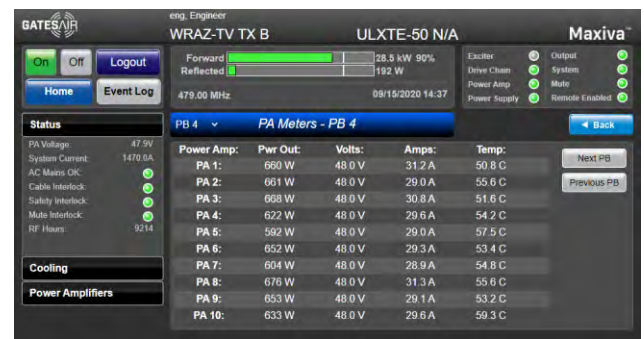 GATESAIR
eng, Engineer
WRAZ-TV TX B ULXTE-50 N/A Maxiva™
On Off Logout
Home Event Log
Forward 28.5 kW 90%
Reflected 192 W
479.00 MHz 09/15/2020 14:37
Exciter Output
Drive Chain System
Power Amp Mute
Power Supply Remote Enabled
Status
PB 4 PA Meters - PB 4 Back
PA Voltage: 47.9V
System Current: 1470.0A
AC Mains OK:
Cable Interlock:
Safety Interlock:
Mute Interlock:
RF Hours: 9214
Cooling
Power Amplifiers
Power Amp: Pwr Out: Volts: Amps: Temp:
PA 1: 660 W 48.0 V 31.2 A 50.8 C
PA 2: 661 W 48.0 V 29.0 A 55.6 C
PA 3: 668 W 48.0 V 30.8 A 51.6 C
PA 4: 622 W 48.0 V 29.6 A 54.2 C
PA 5: 592 W 48.0 V 29.0 A 57.5 C
PA 6: 652 W 48.0 V 29.3 A 53.4 C
PA 7: 604 W 48.0 V 28.9 A 54.8 C
PA 8: 676 W 48.0 V 31.3 A 55.6 C
PA 9: 653 W 48.0 V 29.1 A 53.2 C
PA 10: 633 W 48.0 V 29.6 A 59.3 C
Next PB
Previous PB